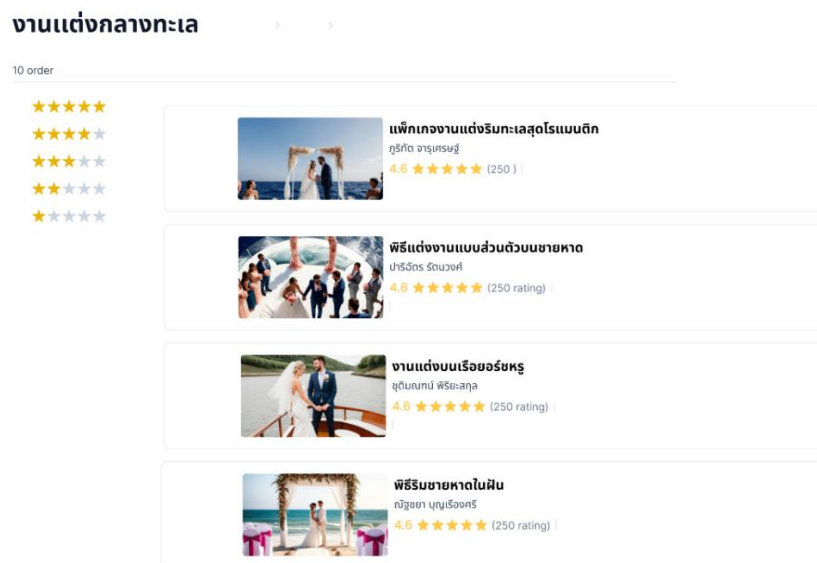 งานแต่งกลางทะเล
10 order
แพ็กเกจงานแต่งริมทะเลสุดโรแมนติก
ภูริทัต จารุเศรษฐ์
4.6 (250 )
พิธีแต่งงานแบบส่วนตัวบนชายหาด
ปาริฉัตร รัตนวงศ์
4.6 (250 rating)
งานแต่งบนเรือยอร์ชหรู
ชุติมณฑน์ พิริยะสกุล
4.6 (250 rating)
พิธีริมชายหาดในฝัน
ณัฐชยา บุญเรืองศรี
4.6 (250 rating)